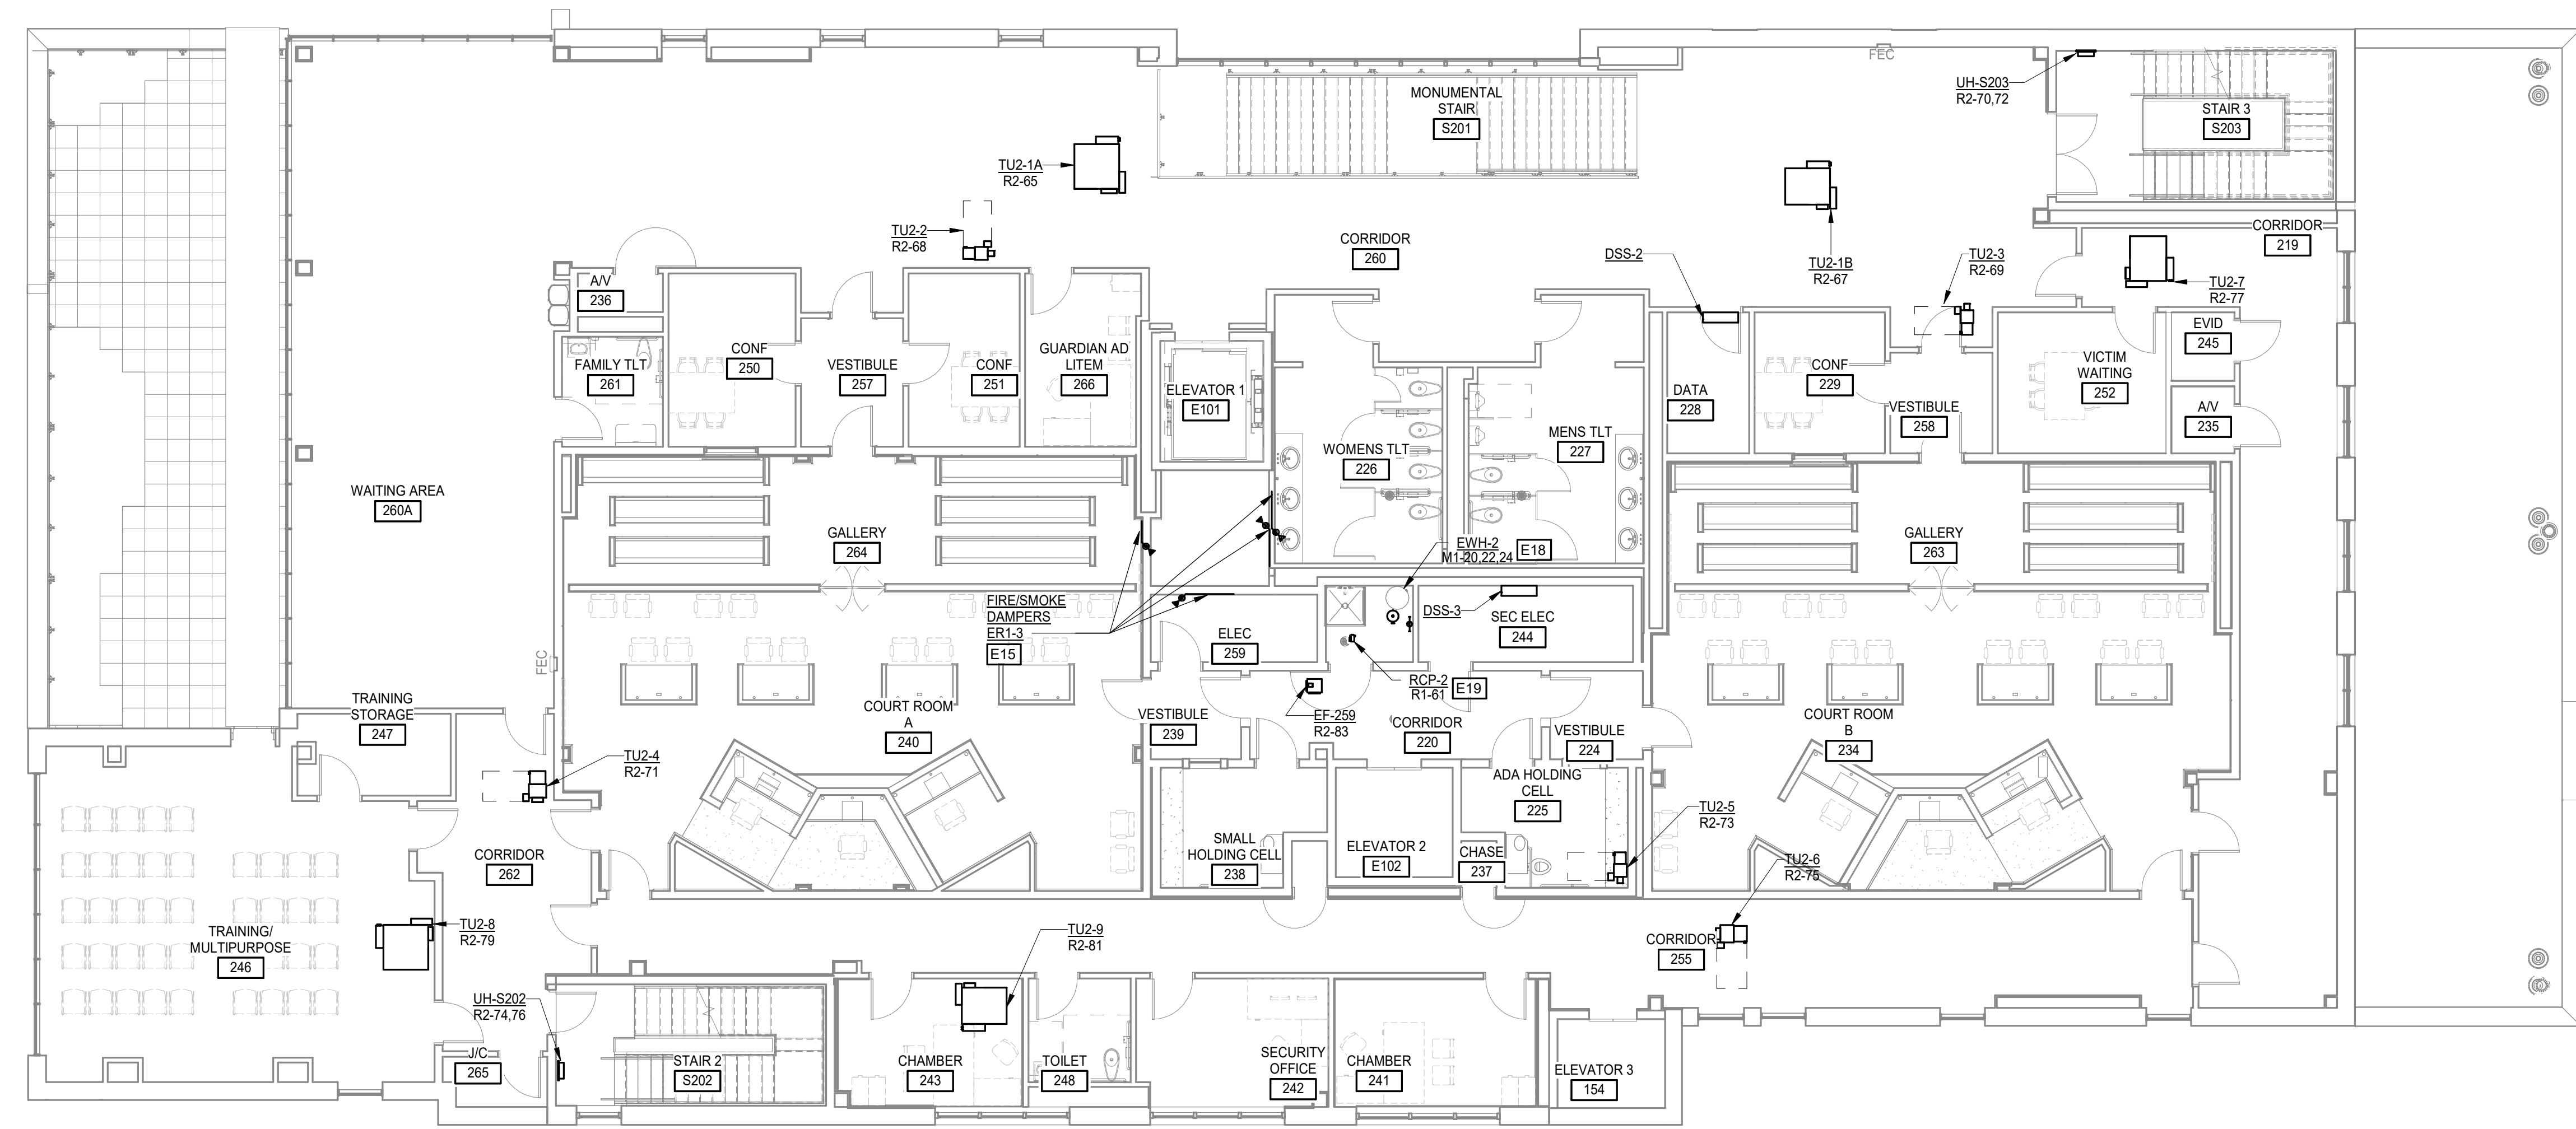 FEC
UH-S203
R2-70,72
STAIR 3
S203
MONUMENTAL
STAIR
S201
TU2-1A
R2-65
TU2-2
R2-68
CORRIDOR
260
DSS-2
TU2-1B
R2-67
TU2-3
R2-69
CORRIDOR
219
TU2-7
R2-77
A/V
236
FAMILY TLT
261
CONF
250
VESTIBULE
257
CONF
251
GUARDIAN AD
LITEM
266
ELEVATOR 1
E101
WOMENS TLT
226
MENS TLT
227
DATA
228
CONF
229
VESTIBULE
258
VICTIM
WAITING
252
EVID
245
A/V
235
WAITING AREA
260A
GALLERY
264
GALLERY
263
EWH-2
M1-20,22,24
E18
FIRE/SMOKE
DAMPERS
ER1-3
E15
ELEC
259
DSS-3
SEC ELEC
244
FEC
RCP-2
R1-61
E19
EF-259
R2-83
TRAINING
STORAGE
247
COURT ROOM
A
240
VESTIBULE
239
CORRIDOR
220
VESTIBULE
224
COURT ROOM
B
234
TU2-4
R2-71
ADA HOLDING
CELL
225
TU2-5
R2-73
SMALL
HOLDING CELL
238
ELEVATOR 2
E102
CHASE
237
TU2-6
R2-75
CORRIDOR
262
TU2-8
R2-79
TRAINING/
MULTIPURPOSE
246
TU2-9
R2-81
CORRIDOR
255
UH-S202
R2-74,76
J/C
265
STAIR 2
S202
CHAMBER
243
TOILET
248
SECURITY
OFFICE
242
CHAMBER
241
ELEVATOR 3
154